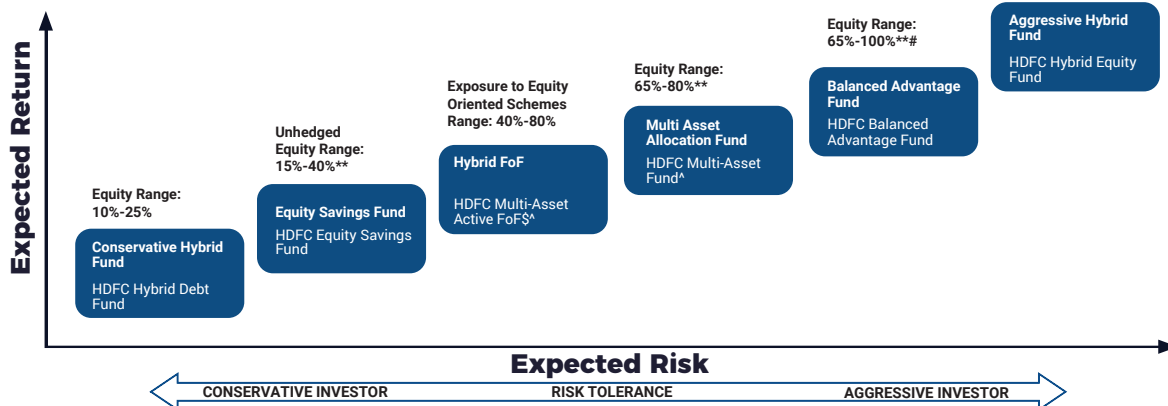 Expected Return
Equity Range:
10%-25%
Conservative Hybrid
Fund
HDFC Hybrid Debt
Fund
Unhedged
Equity Range:
15%-40%**
Equity Savings Fund
HDFC Equity Savings
Fund
Exposure to Equity
Oriented Schemes
Range: 40%-80%
Hybrid FoF
HDFC Multi-Asset
Active FoF$^
Equity Range:
65%-80%**
Multi Asset
Allocation Fund
HDFC Multi-Asset
Fund^
Equity Range:
65%-100%**#
Balanced Advantage
Fund
HDFC Balanced
Advantage Fund
Aggressive Hybrid
Fund
HDFC Hybrid Equity
Fund
Expected Risk
CONSERVATIVE INVESTOR
RISK TOLERANCE
AGGRESSIVE INVESTOR